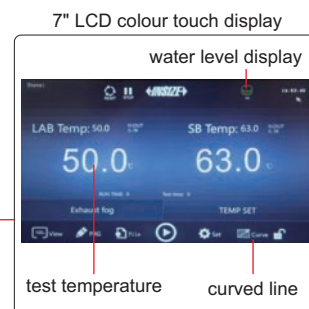 7" LCD colour touch display
water level display
INSIZE
LAB Temp: 50.0
SB Temp: 63.0
50.0
63.0
Exhaust fog
TEMP SET
View
File
Set
Curve
test temperature
curved line